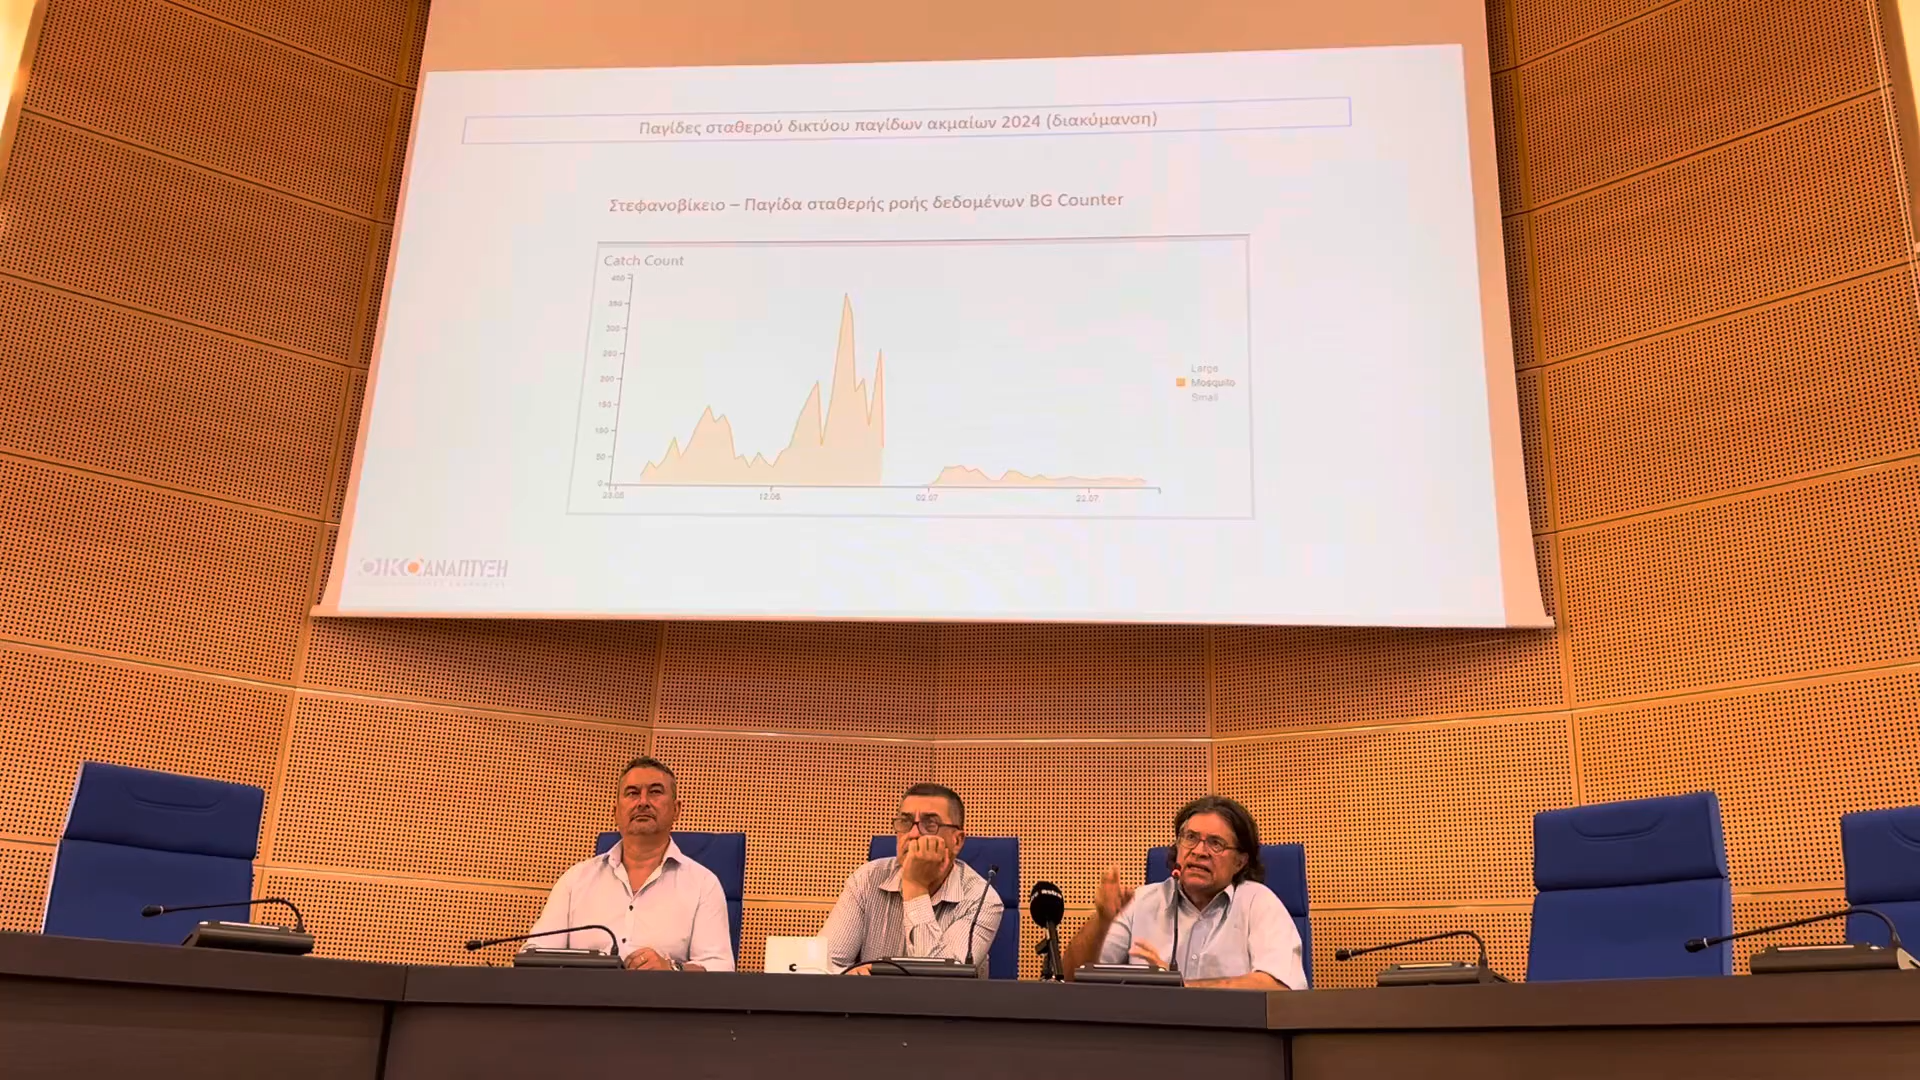 Παγίδες σταθερού δικτύου παγίδων ακμαίων 2024 (διακύμανση)
Στεφανοβίκειο – Παγίδα σταθερής ροής δεδομένων BG Counter
Catch Count
400
350
300
250
200
150
100
50
0
23.05
12.06.
02.07.
22.07.
Large
Mosquito
Small
ΟΙΚΟΑΝΑΠΤΥΞΗ